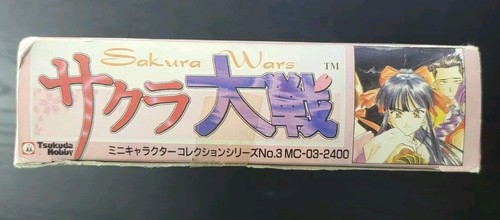 Sakura Wars
サクラ大戦 TM
Tsukuda Hobby
ミニキャラクターコレクションシリーズNo.3 MC-03-2400